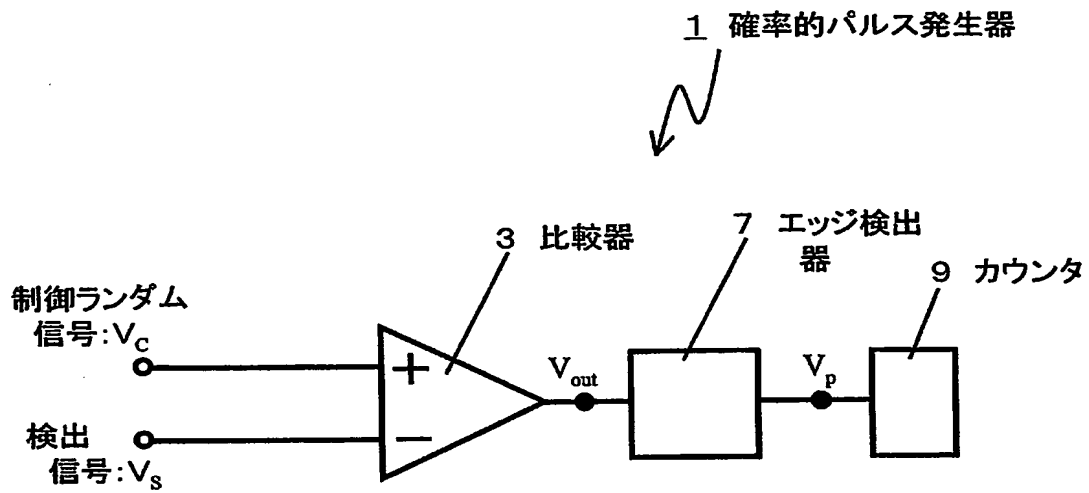 1 確率的パルス発生器
3 比較器
7 エッジ検出
器
9 カウンタ
制御ランダム
信号:VC
+
Vout
Vp
検出
信号:VS
−